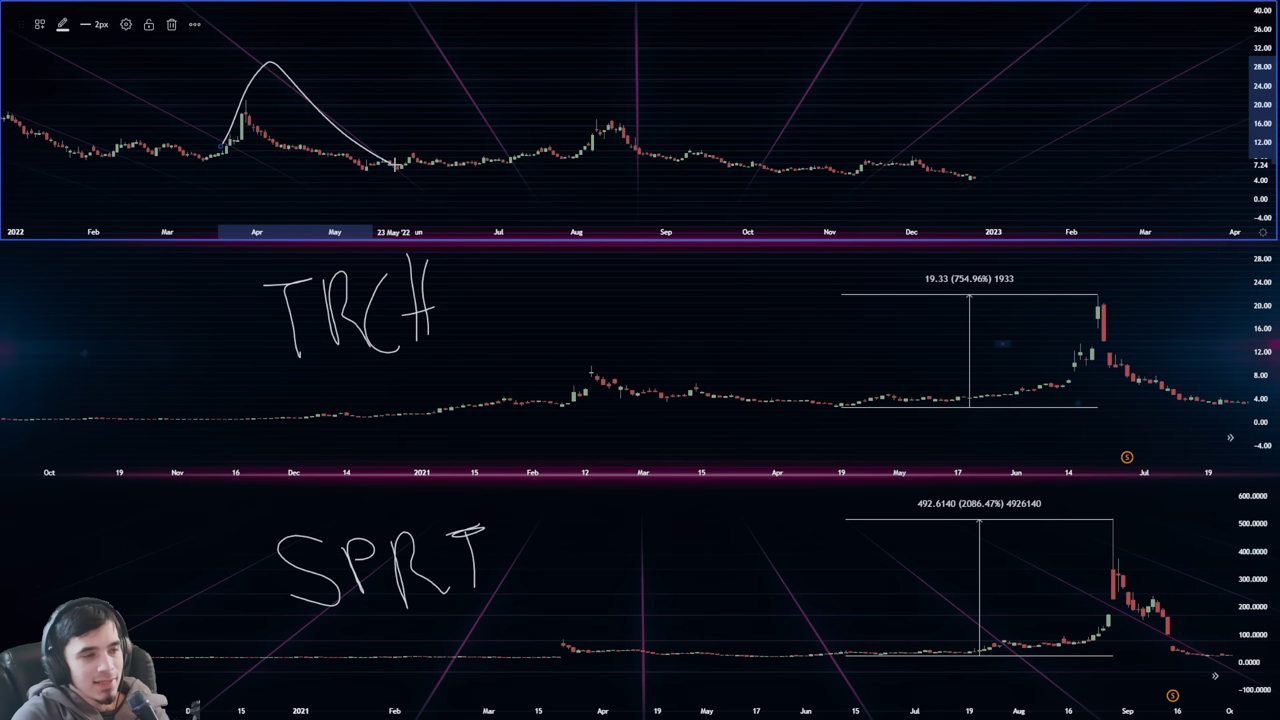 2px
40.00
36.00
32.00
28.00
24.00
20.00
16.00
12.00
7.24
4.00
0.00
-4.00
2022 Feb Mar Apr May 23 May '22 un Jul Aug Sep Oct Nov Dec 2023 Feb Mar Apr
TRCH
19.33 (754.96%) 1933
28.00
24.00
20.00
16.00
12.00
8.00
4.00
0.00
-4.00
S
Oct 19 Nov 16 Dec 14 2021 15 Feb 12 Mar 15 Apr 19 May 17 Jun 14 Jul 19
SPRT
492.6140 (2086.47%) 4926140
600.0000
500.0000
400.0000
300.0000
200.0000
100.0000
0.0000
-100.0000
S
15 2021 Feb Mar 15 Apr 19 May 17 Jun 15 Jul 19 Aug 16 Sep 16